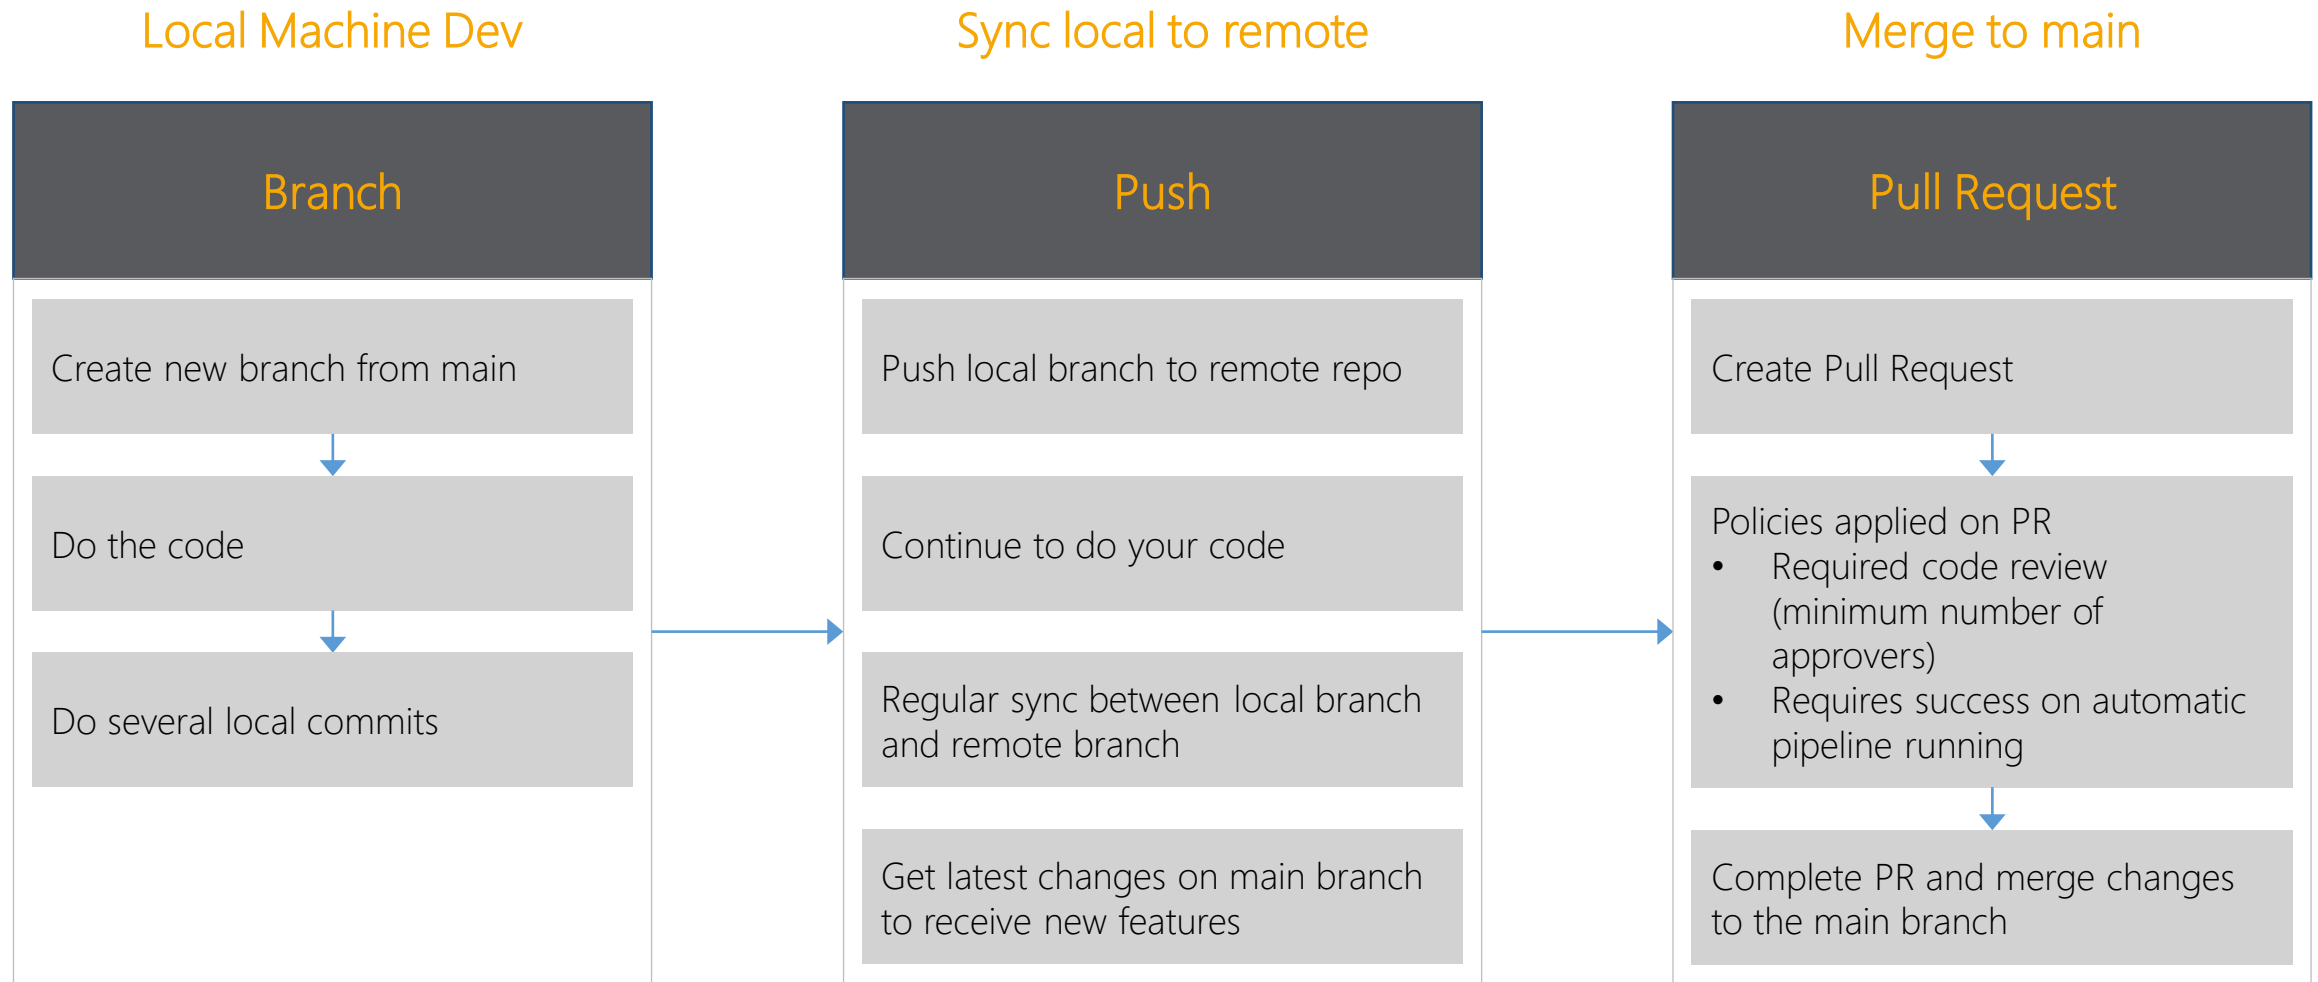 Local Machine Dev
Sync local to remote
Merge to main
Branch
Create new branch from main
Do the code
Do several local commits
Push
Push local branch to remote repo
Continue to do your code
Regular sync between local branch
and remote branch
Get latest changes on main branch
to receive new features
Pull Request
Create Pull Request
Policies applied on PR
• Required code review
(minimum number of
approvers)
• Requires success on automatic
pipeline running
Complete PR and merge changes
to the main branch